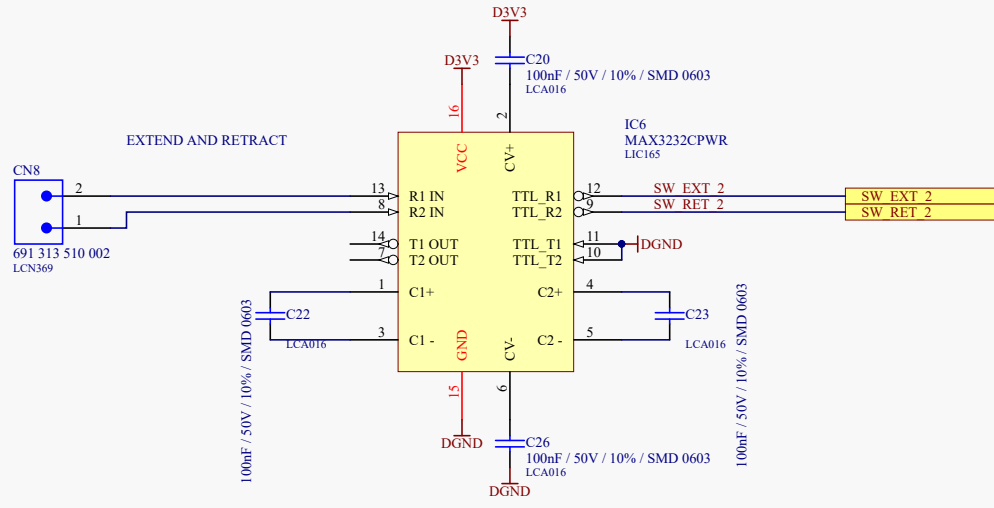 D3V3
C20
100nF / 50V / 10% / SMD 0603
LCA016
D3V3
16
2
VCC
CV+
IC6
MAX3232CPWR
LIC165
EXTEND AND RETRACT
CN8
2
1
691 313 510 002
LCN369
13
R1 IN
TTL_R1
12
SW_EXT_2
SW_EXT_2
8
R2 IN
TTL_R2
9
SW_RET_2
SW_RET_2
14
T1 OUT
TTL_T1
11
DGND
7
T2 OUT
TTL_T2
10
1
C1+
C2+
4
C22
LCA016
100nF / 50V / 10% / SMD 0603
C23
LCA016
100nF / 50V / 10% / SMD 0603
3
C1 -
C2 -
5
GND
CV-
15
6
DGND
C26
100nF / 50V / 10% / SMD 0603
LCA016
DGND